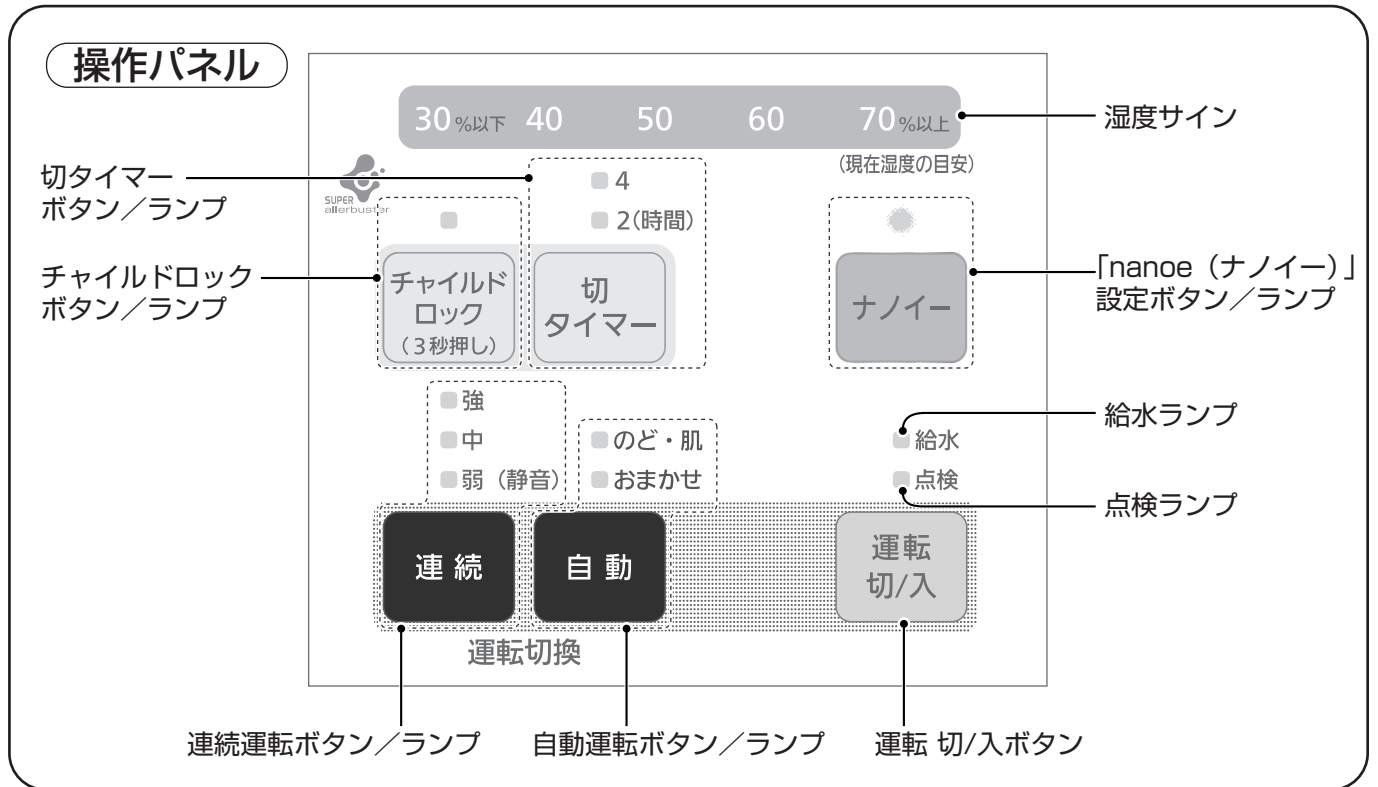 操作パネル
30%以下 40 50 60 70%以上
湿度サイン
(現在湿度の目安)
切タイマー
ボタン／ランプ
SUPER
allerbuster
4
2(時間)
チャイルドロック
ボタン／ランプ
チャイルド
ロック
(3秒押し)
切
タイマー
ナノイー
「nanoe（ナノイー）」
設定ボタン／ランプ
強
中
弱（静音）
のど・肌
おまかせ
給水
点検
給水ランプ
点検ランプ
連続
自動
運転
切/入
運転切換
連続運転ボタン／ランプ
自動運転ボタン／ランプ
運転 切/入ボタン